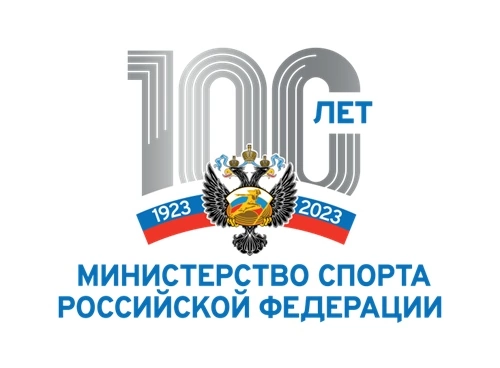 100 ЛЕТ
1923 2023
МИНИСТЕРСТВО СПОРТА
РОССИЙСКОЙ ФЕДЕРАЦИИ